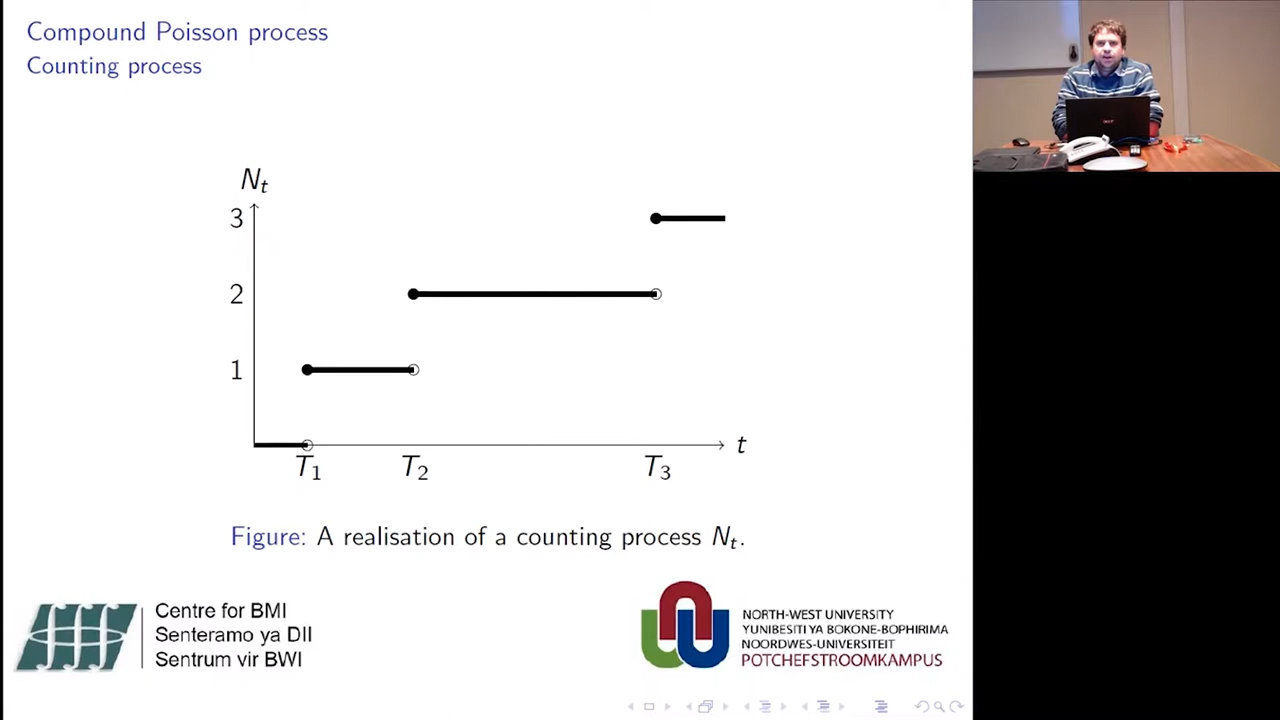 Compound Poisson process
Counting process
N_t
3
2
1
t
T_1 T_2 T_3
Figure: A realisation of a counting process N_t.
Centre for BMI
Senteramo ya DII
Sentrum vir BWI
NORTH-WEST UNIVERSITY
YUNIBESITI YA BOKONE-BOPHIRIMA
NOORDWES-UNIVERSITEIT
POTCHEFSTROOMKAMPUS
acer